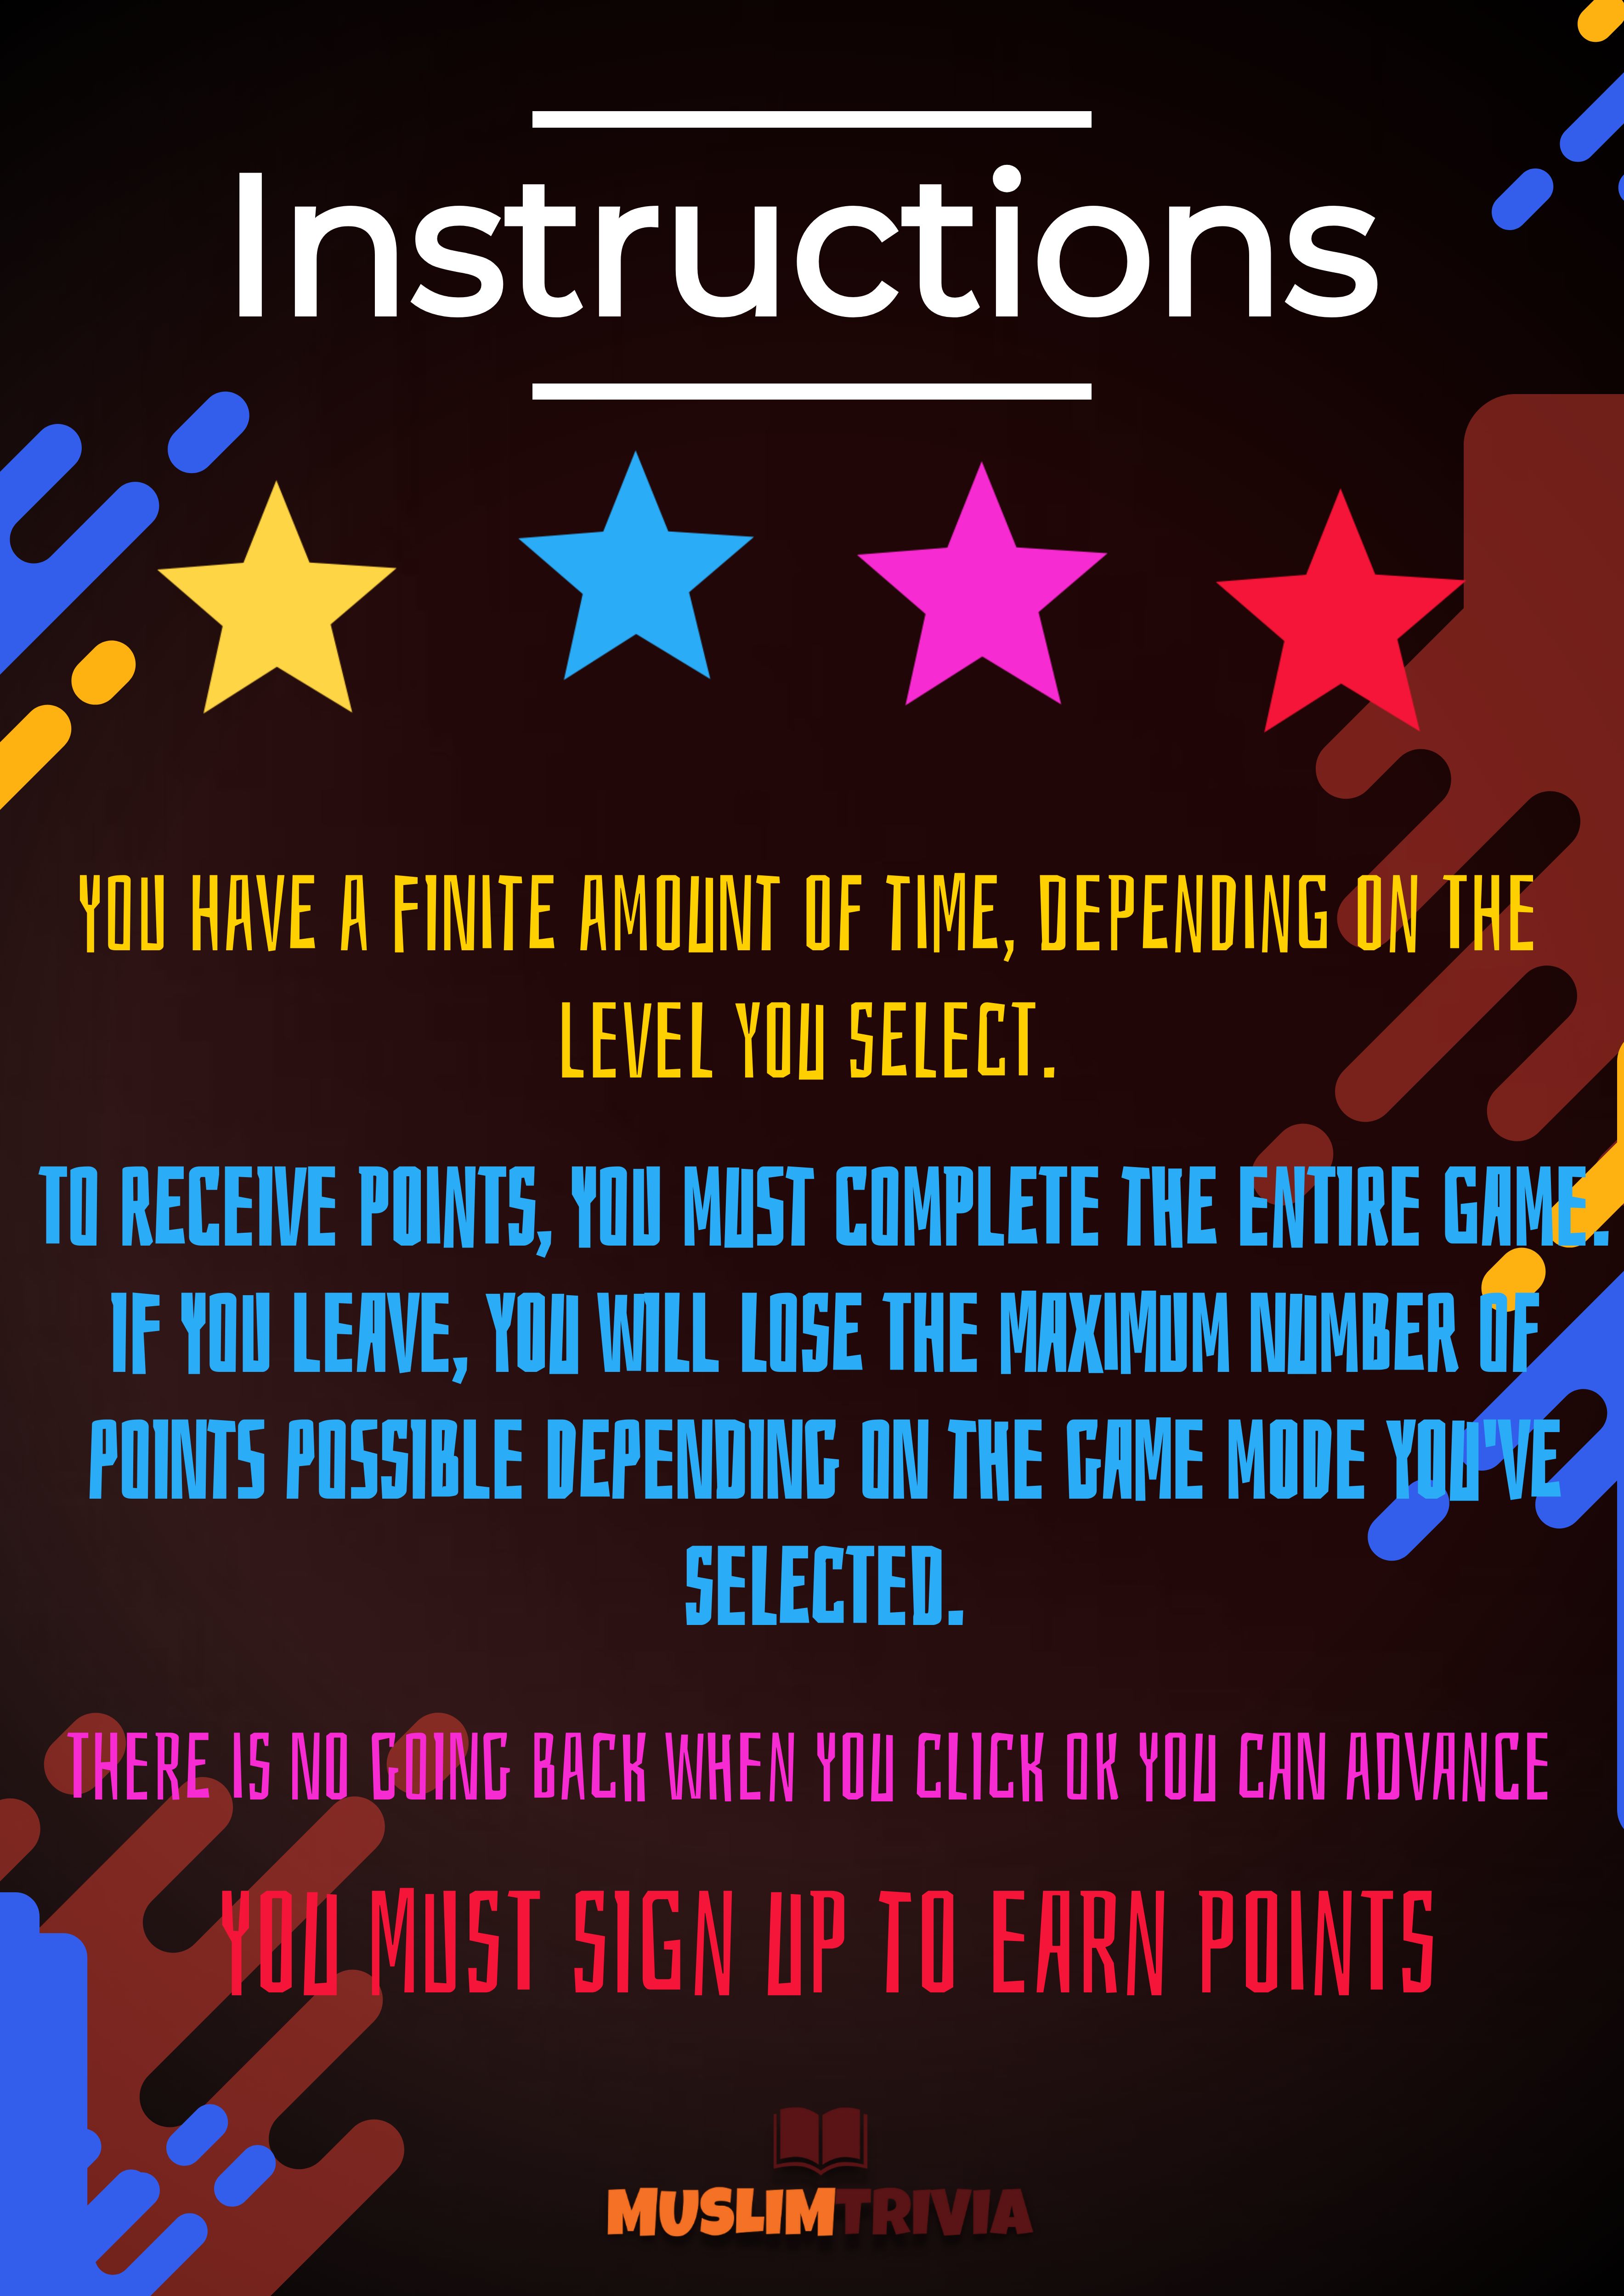 Instructions
YOU HAVE A FINITE AMOUNT OF TIME, DEPENDING ON THE
LEVEL YOU SELECT.
TO RECEIVE POINTS, YOU MUST COMPLETE THE ENTIRE GAME.
IF YOU LEAVE, YOU WILL LOSE THE MAXIMUM NUMBER OF
POINTS POSSIBLE DEPENDING ON THE GAME MODE YOU'VE
SELECTED.
THERE IS NO GOING BACK WHEN YOU CLICK OK YOU CAN ADVANCE
YOU MUST SIGN UP TO EARN POINTS
MUSLIMTRIVIA